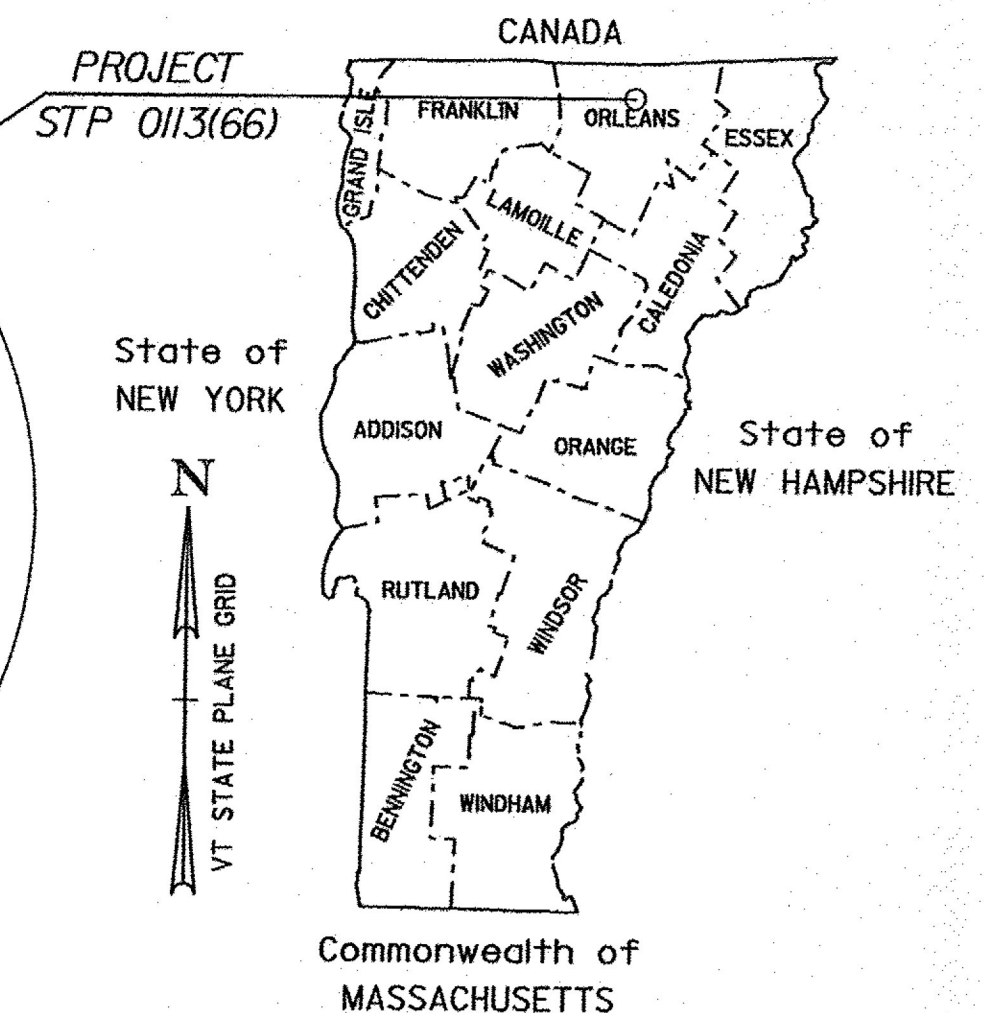 CANADA
PROJECT
STP 0113(66)
GRAND ISLE
FRANKLIN
ORLEANS
ESSEX
LAMOILLE
CHITTENDEN
CALEDONIA
WASHINGTON
State of
NEW YORK
ADDISON
ORANGE
State of
NEW HAMPSHIRE
N
VT STATE PLANE GRID
RUTLAND
WINDSOR
BENNINGTON
WINDHAM
Commonwealth of
MASSACHUSETTS